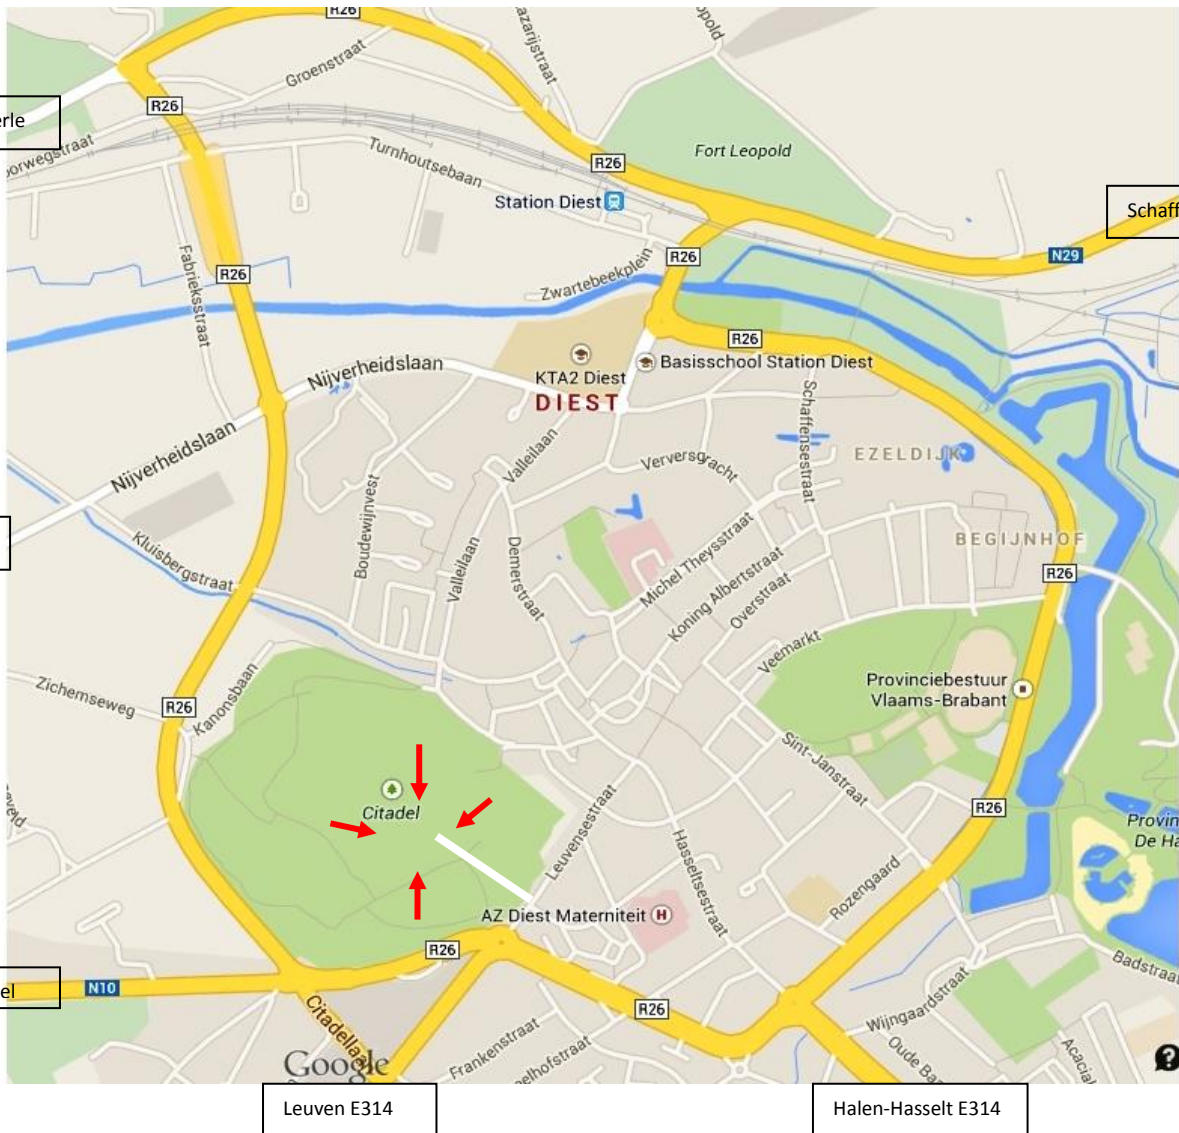 R26
Groenstraat
R26
Turnhoutsebaan
R26
Fort Leopold
Station Diest
N29
R26
Zwartebeekplein
R26
Fabrieksstraat
R26
Basisschool Station Diest
KTA2 Diest
DIEST
Nijverheidslaan
Nijverheidslaan
Valleilaan
Schaffensestraat
Verversgracht
EZELDIJK
BEGIJNHOF
Boudewijnvest
Valleilaan
Demerstraat
Michel Theysstraat
Koning Albertstraat
Overstraat
R26
Kluisbergstraat
Veemarkt
Zichemseweg
R26
Kanonsbaan
Provinciebestuur
Vlaams-Brabant
Sint-Janstraat
Citadel
Leuvensestraat
Hasseltsestraat
R26
Rozengaard
AZ Diest Materniteit
H
R26
N10
R26
Badstraat
Wijngaardstraat
Frankenstraat
Google
Leuven E314
Halen-Hasselt E314